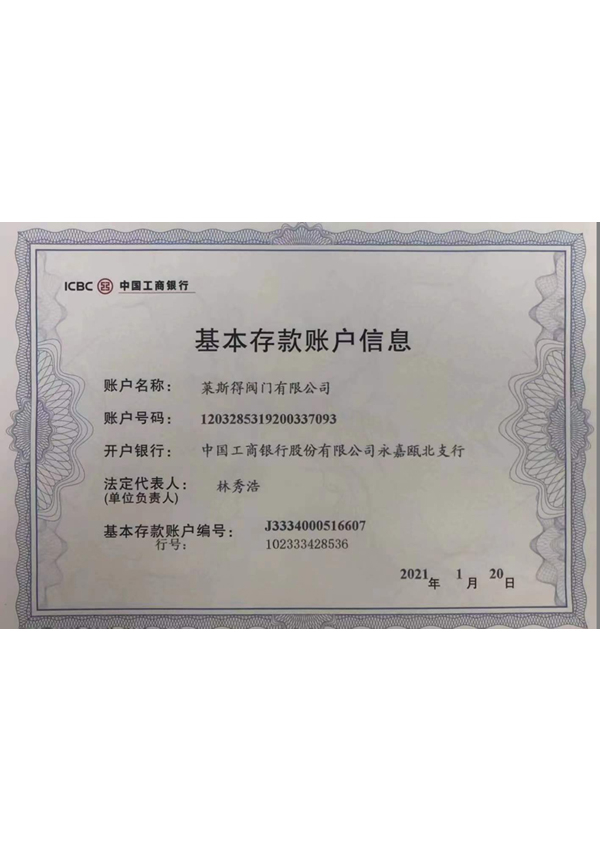 ICBC 中国工商银行
基本存款账户信息
账户名称: 莱斯得阀门有限公司
账户号码: 1203285319200337093
开户银行: 中国工商银行股份有限公司永嘉瓯北支行
法定代表人: 林秀浩
(单位负责人)
基本存款账户编号: J3334000516607
行号: 102333428536
2021年 1月 20日